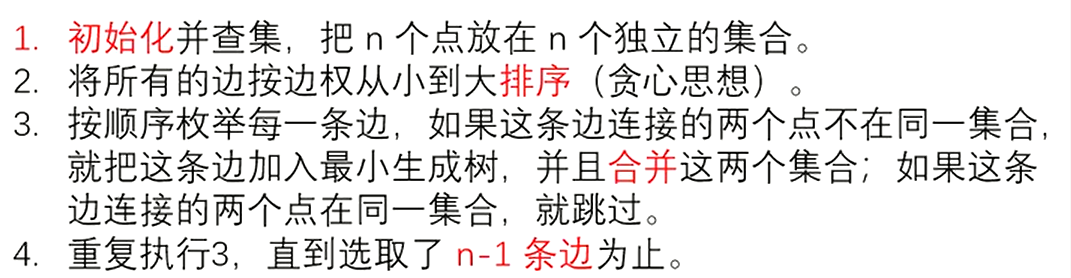 1. 初始化并查集，把 n 个点放在 n 个独立的集合。
2. 将所有的边按边权从小到大排序（贪心思想）。
3. 按顺序枚举每一条边，如果这条边连接的两个点不在同一集合，
就把这条边加入最小生成树，并且合并这两个集合；如果这条
边连接的两个点在同一集合，就跳过。
4. 重复执行3，直到选取了 n-1 条边为止。